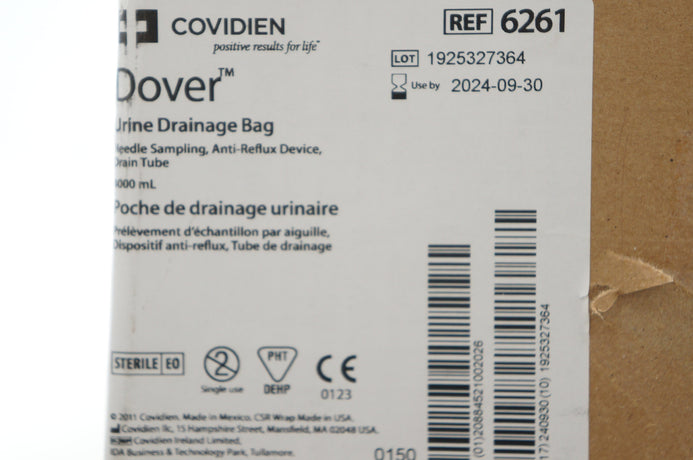 COVIDIEN
positive results for life™
REF 6261
LOT 1925327364
Use by 2024-09-30
Dover™
Urine Drainage Bag
Needle Sampling, Anti-Reflux Device,
Drain Tube
000 mL
Poche de drainage urinaire
Prélèvement d'échantillon par aiguille,
Dispositif anti-reflux, Tube de drainage
STERILE EO
2
Single use
PHT
DEHP
CE
0123
© 2011 Covidien. Made in Mexico. CSR Wrap Made in USA.
Covidien llc, 15 Hampshire Street, Mansfield, MA 02048 USA.
Covidien Ireland Limited,
IDA Business & Technology Park, Tullamore.
0150
(01)20884521002026
17)240930(10) 1925327364